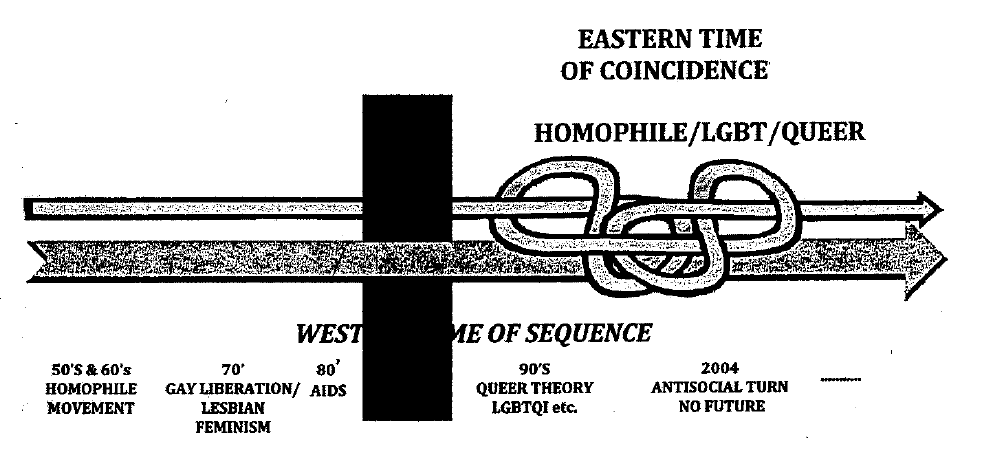 EASTERN TIME
OF COINCIDENCE
HOMOPHILE/LGBT/QUEER
WEST ME OF SEQUENCE
50'S & 60's
HOMOPHILE
MOVEMENT
70'
GAY LIBERATION/
LESBIAN
FEMINISM
80'
AIDS
90'S
QUEER THEORY
LGBTQI etc.
2004
ANTISOCIAL TURN
NO FUTURE